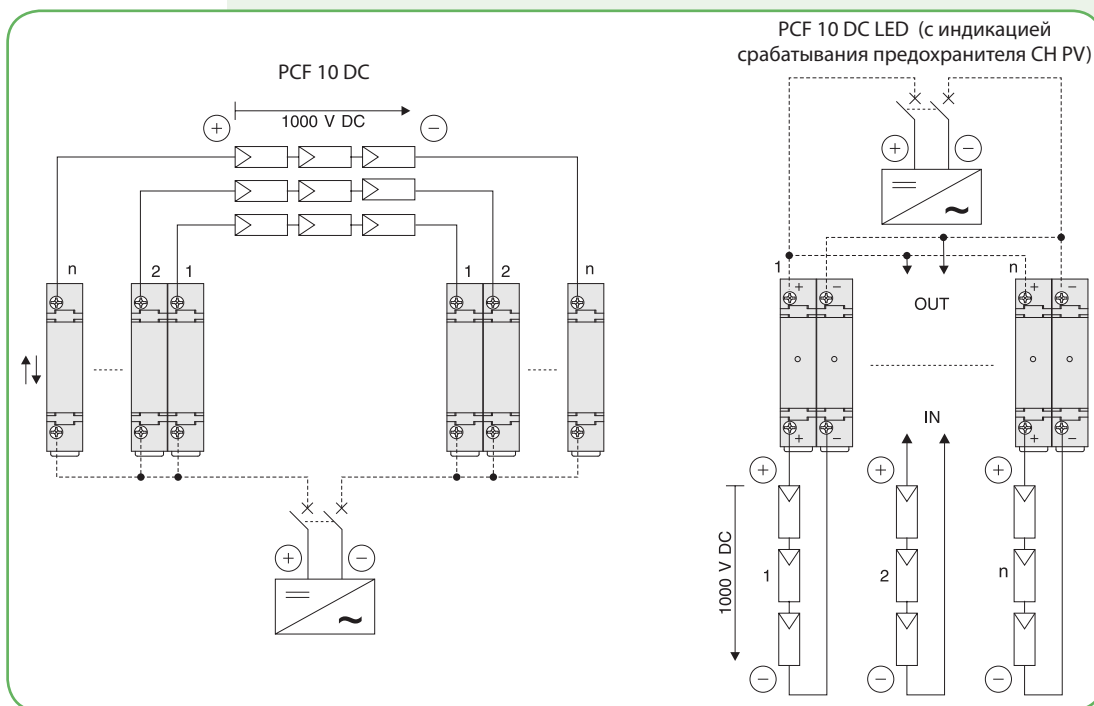 PCF 10 DC
1000 V DC
+
−
n
2 1
1 2
n
+
−
~
PCF 10 DC LED (с индикацией
срабатывания предохранителя CH PV)
+
−
~
1
n
+ −
+ −
OUT
IN
+ −
+ −
+
+
+
1000 V DC
1
2
n
−
−
−